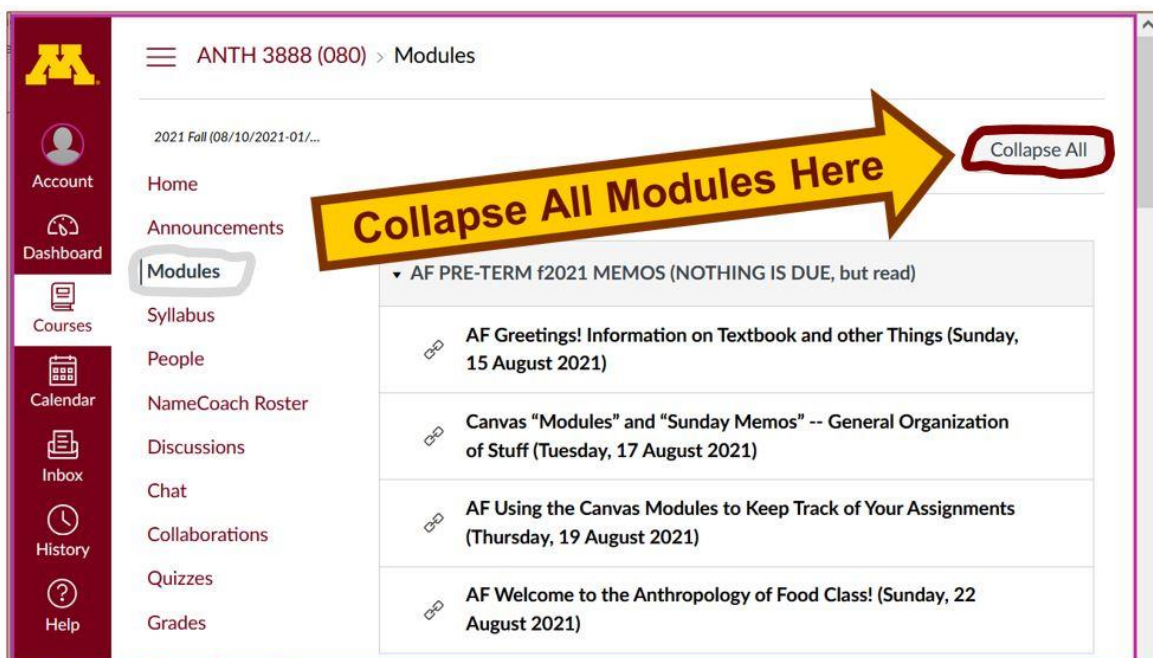 M
ANTH 3888 (080) > Modules
2021 Fall (08/10/2021-01/...
Collapse All
Collapse All Modules Here
Account
Dashboard
Courses
Calendar
Inbox
History
Help
Home
Announcements
Modules
Syllabus
People
NameCoach Roster
Discussions
Chat
Collaborations
Quizzes
Grades
AF PRE-TERM f2021 MEMOS (NOTHING IS DUE, but read)
AF Greetings! Information on Textbook and other Things (Sunday,
15 August 2021)
Canvas “Modules” and “Sunday Memos” -- General Organization
of Stuff (Tuesday, 17 August 2021)
AF Using the Canvas Modules to Keep Track of Your Assignments
(Thursday, 19 August 2021)
AF Welcome to the Anthropology of Food Class! (Sunday, 22
August 2021)